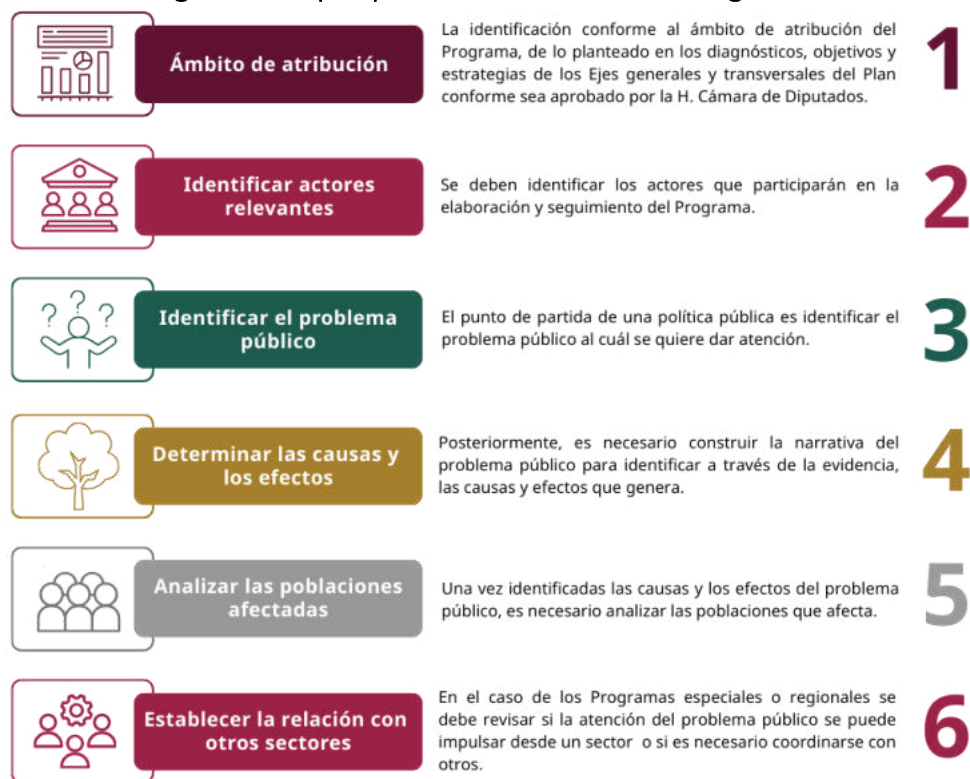 Ámbito de atribución
La identificación conforme al ámbito de atribución del
Programa, de lo planteado en los diagnósticos, objetivos y
estrategias de los Ejes generales y transversales del Plan
conforme sea aprobado por la H. Cámara de Diputados.
1
Identificar actores
relevantes
Se deben identificar los actores que participarán en la
elaboración y seguimiento del Programa.
2
Identificar el problema
público
El punto de partida de una política pública es identificar el
problema público al cuál se quiere dar atención.
3
Determinar las causas y
los efectos
Posteriormente, es necesario construir la narrativa del
problema público para identificar a través de la evidencia,
las causas y efectos que genera.
4
Analizar las poblaciones
afectadas
Una vez identificadas las causas y los efectos del problema
público, es necesario analizar las poblaciones que afecta.
5
Establecer la relación con
otros sectores
En el caso de los Programas especiales o regionales se
debe revisar si la atención del problema público se puede
impulsar desde un sector o si es necesario coordinarse con
otros.
6